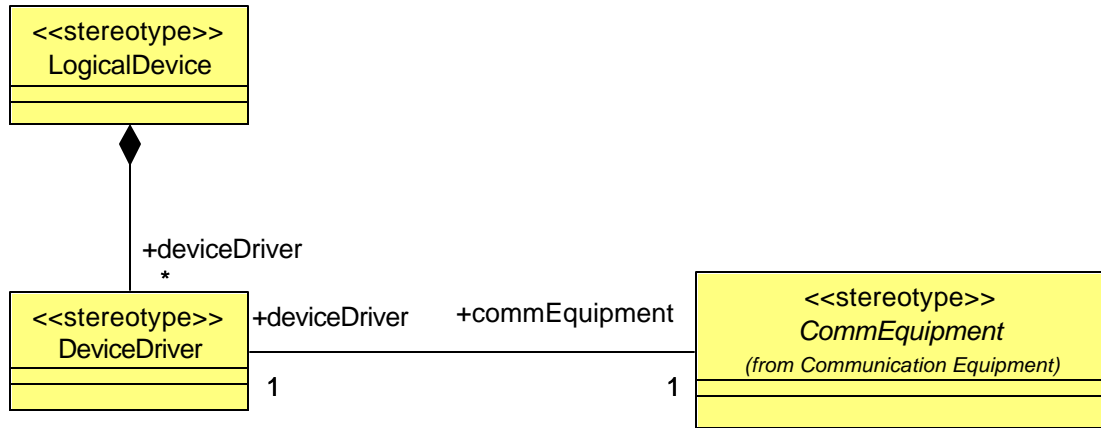 <<stereotype>>
LogicalDevice
+deviceDriver
*
<<stereotype>>
DeviceDriver
+deviceDriver
1
+commEquipment
1
<<stereotype>>
CommEquipment
(from Communication Equipment)